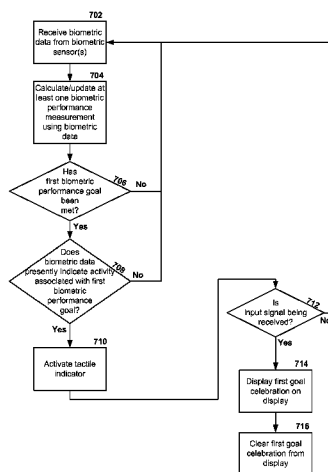 702
Receive biometric
data from biometric
sensor(s)
704
Calculate/update at
least one biometric
performance
measurement
using biometric
data
706
Has
first biometric
performance goal
been
met?
No
Yes
708
Does
biometric data
presently indicate activity
associated with first
biometric
performance
goal?
No
Yes
710
Activate tactile
indicator
712
Is
input signal being
received?
No
Yes
714
Display first goal
celebration on
display
716
Clear first goal
celebration from
display